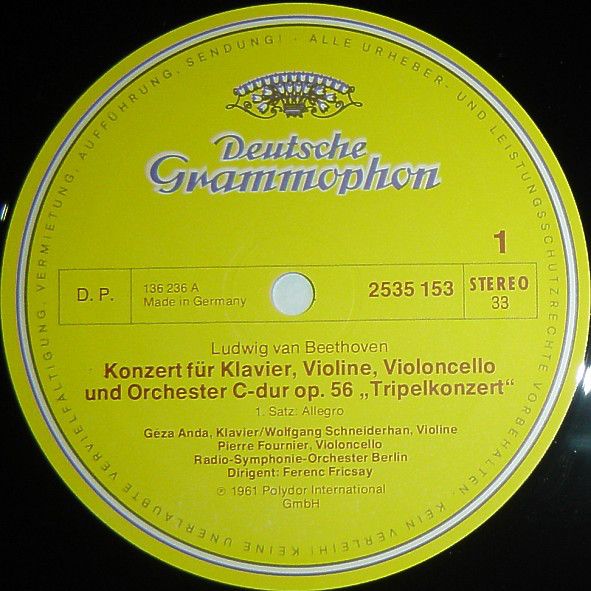 Deutsche
Grammophon
1
D. P.
136 236 A
Made in Germany
2535 153
STEREO
33
Ludwig van Beethoven
Konzert für Klavier, Violine, Violoncello
und Orchester C-dur op. 56 „Tripelkonzert“
1. Satz: Allegro
Géza Anda, Klavier/Wolfgang Schneiderhan, Violine
Pierre Fournier, Violoncello
Radio-Symphonie-Orchester Berlin
Dirigent: Ferenc Fricsay
℗ 1961 Polydor International
GmbH
ALLE URHEBER- UND LEISTUNGSSCHUTZRECHTE VORBEHALTEN · KEIN VERLEIH! KEINE UNERLAUBTE VERVIELFÄLTIGUNG, VERMIETUNG, AUFFÜHRUNG, SENDUNG!